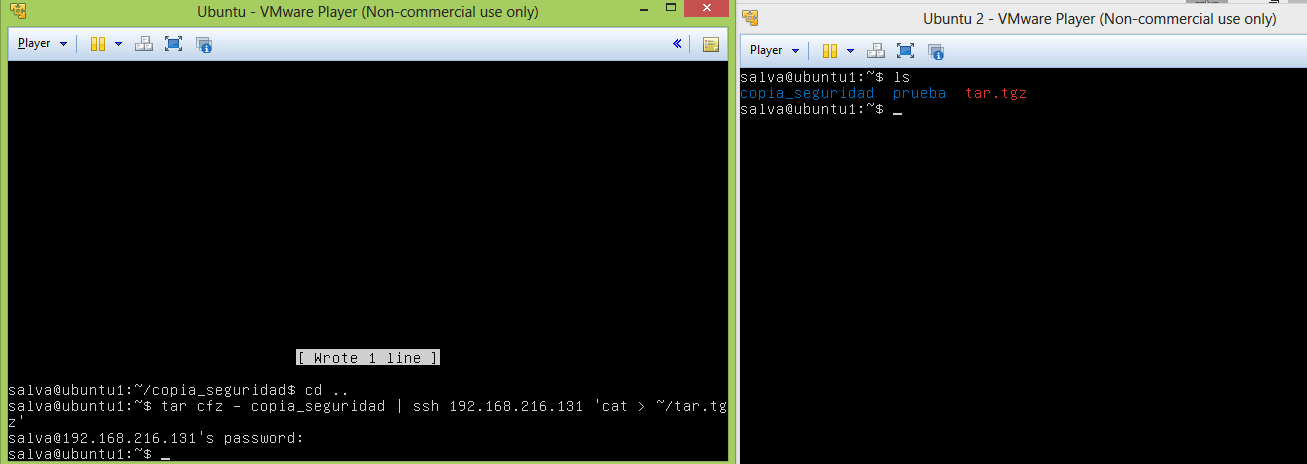 Ubuntu - VMware Player (Non-commercial use only)
Player
[ Wrote 1 line ]
salva@ubuntu1:~/copia_seguridad$ cd ..
salva@ubuntu1:~$ tar cfz - copia_seguridad | ssh 192.168.216.131 'cat > ~/tar.tg
z'
salva@192.168.216.131's password:
salva@ubuntu1:~$ _
Ubuntu 2 - VMware Player (Non-commercial use only)
Player
salva@ubuntu1:~$ ls
copia_seguridad  prueba  tar.tgz
salva@ubuntu1:~$ _